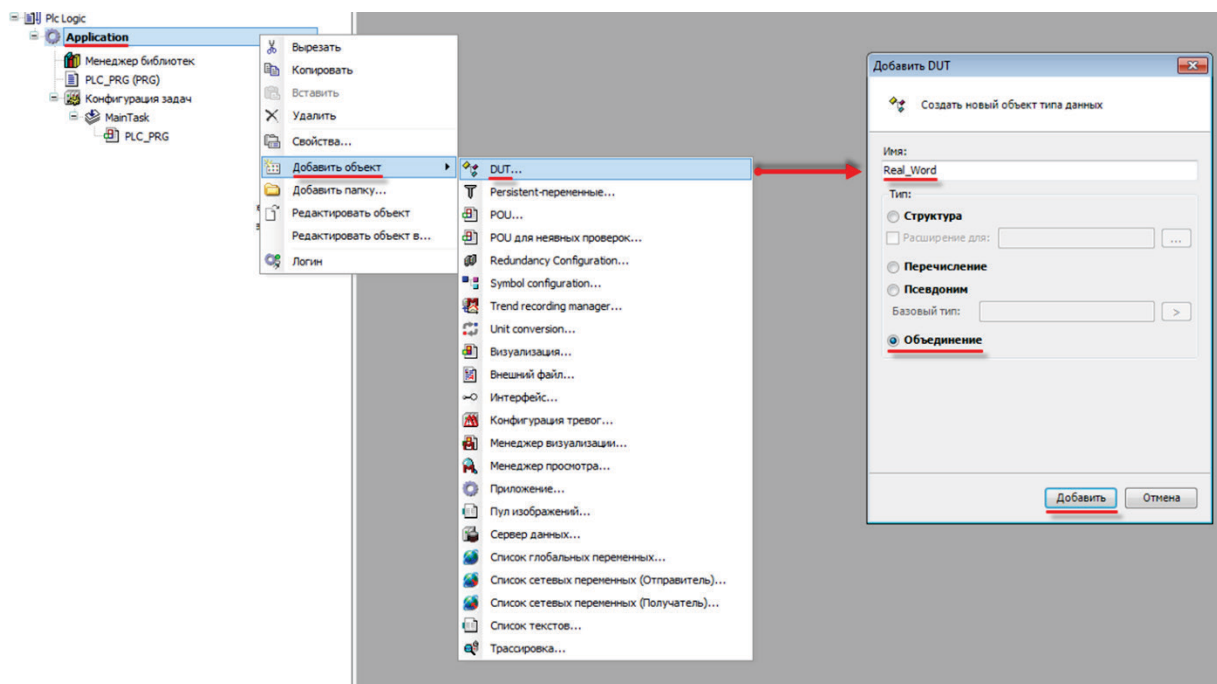 Plc Logic
Application
Менеджер библиотек
PLC_PRG (PRG)
Конфигурация задач
MainTask
PLC_PRG
Вырезать
Копировать
Вставить
Удалить
Свойства...
Добавить объект
Добавить папку...
Редактировать объект
Редактировать объект в...
Логин
DUT...
Persistent-переменные...
POU...
POU для неявных проверок...
Redundancy Configuration...
Symbol configuration...
Trend recording manager...
Unit conversion...
Визуализация...
Внешний файл...
Интерфейс...
Конфигурация тревог...
Менеджер визуализации...
Менеджер просмотра...
Приложение...
Пул изображений...
Сервер данных...
Список глобальных переменных...
Список сетевых переменных (Отправитель)...
Список сетевых переменных (Получатель)...
Список текстов...
Трассировка...
Добавить DUT
Создать новый объект типа данных
Имя:
Real_Word
Тип:
Структура
Расширение для:
...
Перечисление
Псевдоним
Базовый тип:
>
Объединение
Добавить
Отмена